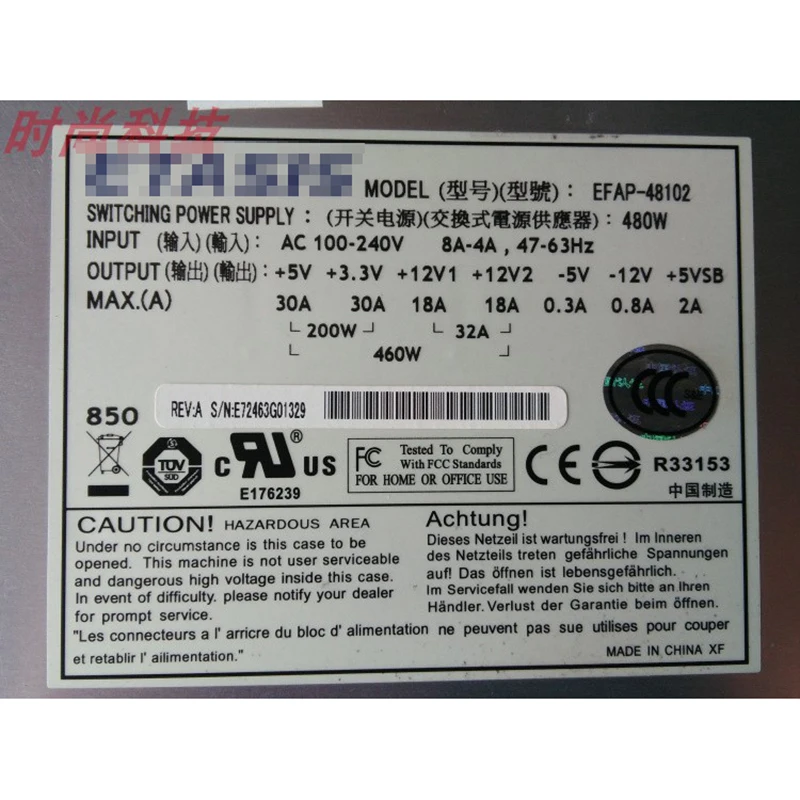 时尚科技
ETASIS MODEL (型号)(型號): EFAP-48102
SWITCHING POWER SUPPLY : (开关电源)(交換式電源供應器): 480W
INPUT (输入)(輸入): AC 100-240V 8A-4A , 47-63Hz
OUTPUT (输出)(輸出): +5V +3.3V +12V1 +12V2 -5V -12V +5VSB
MAX.(A) 30A 30A 18A 18A 0.3A 0.8A 2A
200W 32A
460W
CCC
850 REV:A S/N:E72463G01329
TÜV SÜD
c RU ® US
E176239
FC Tested To Comply
With FCC Standards
FOR HOME OR OFFICE USE
CE
R33153
中国制造
CAUTION! HAZARDOUS AREA
Under no circumstance is this case to be
opened. This machine is not user serviceable
and dangerous high voltage inside this case.
In event of difficulty. please notify your dealer
for prompt service.
Achtung!
Dieses Netzeil ist wartungsfrei ! Im Inneren
des Netzteils treten gefährliche Spannungen
auf! Das öffnen ist lebensgefährlich.
Im Servicefall wenden Sie sich bitte an Ihren
Händler. Verlust der Garantie beim öffnen.
"Les connecteurs a l' arricre du bloc d' alimentation ne peuvent pas sue utilises pour couper
et retablir l' ailimentation."
MADE IN CHINA XF